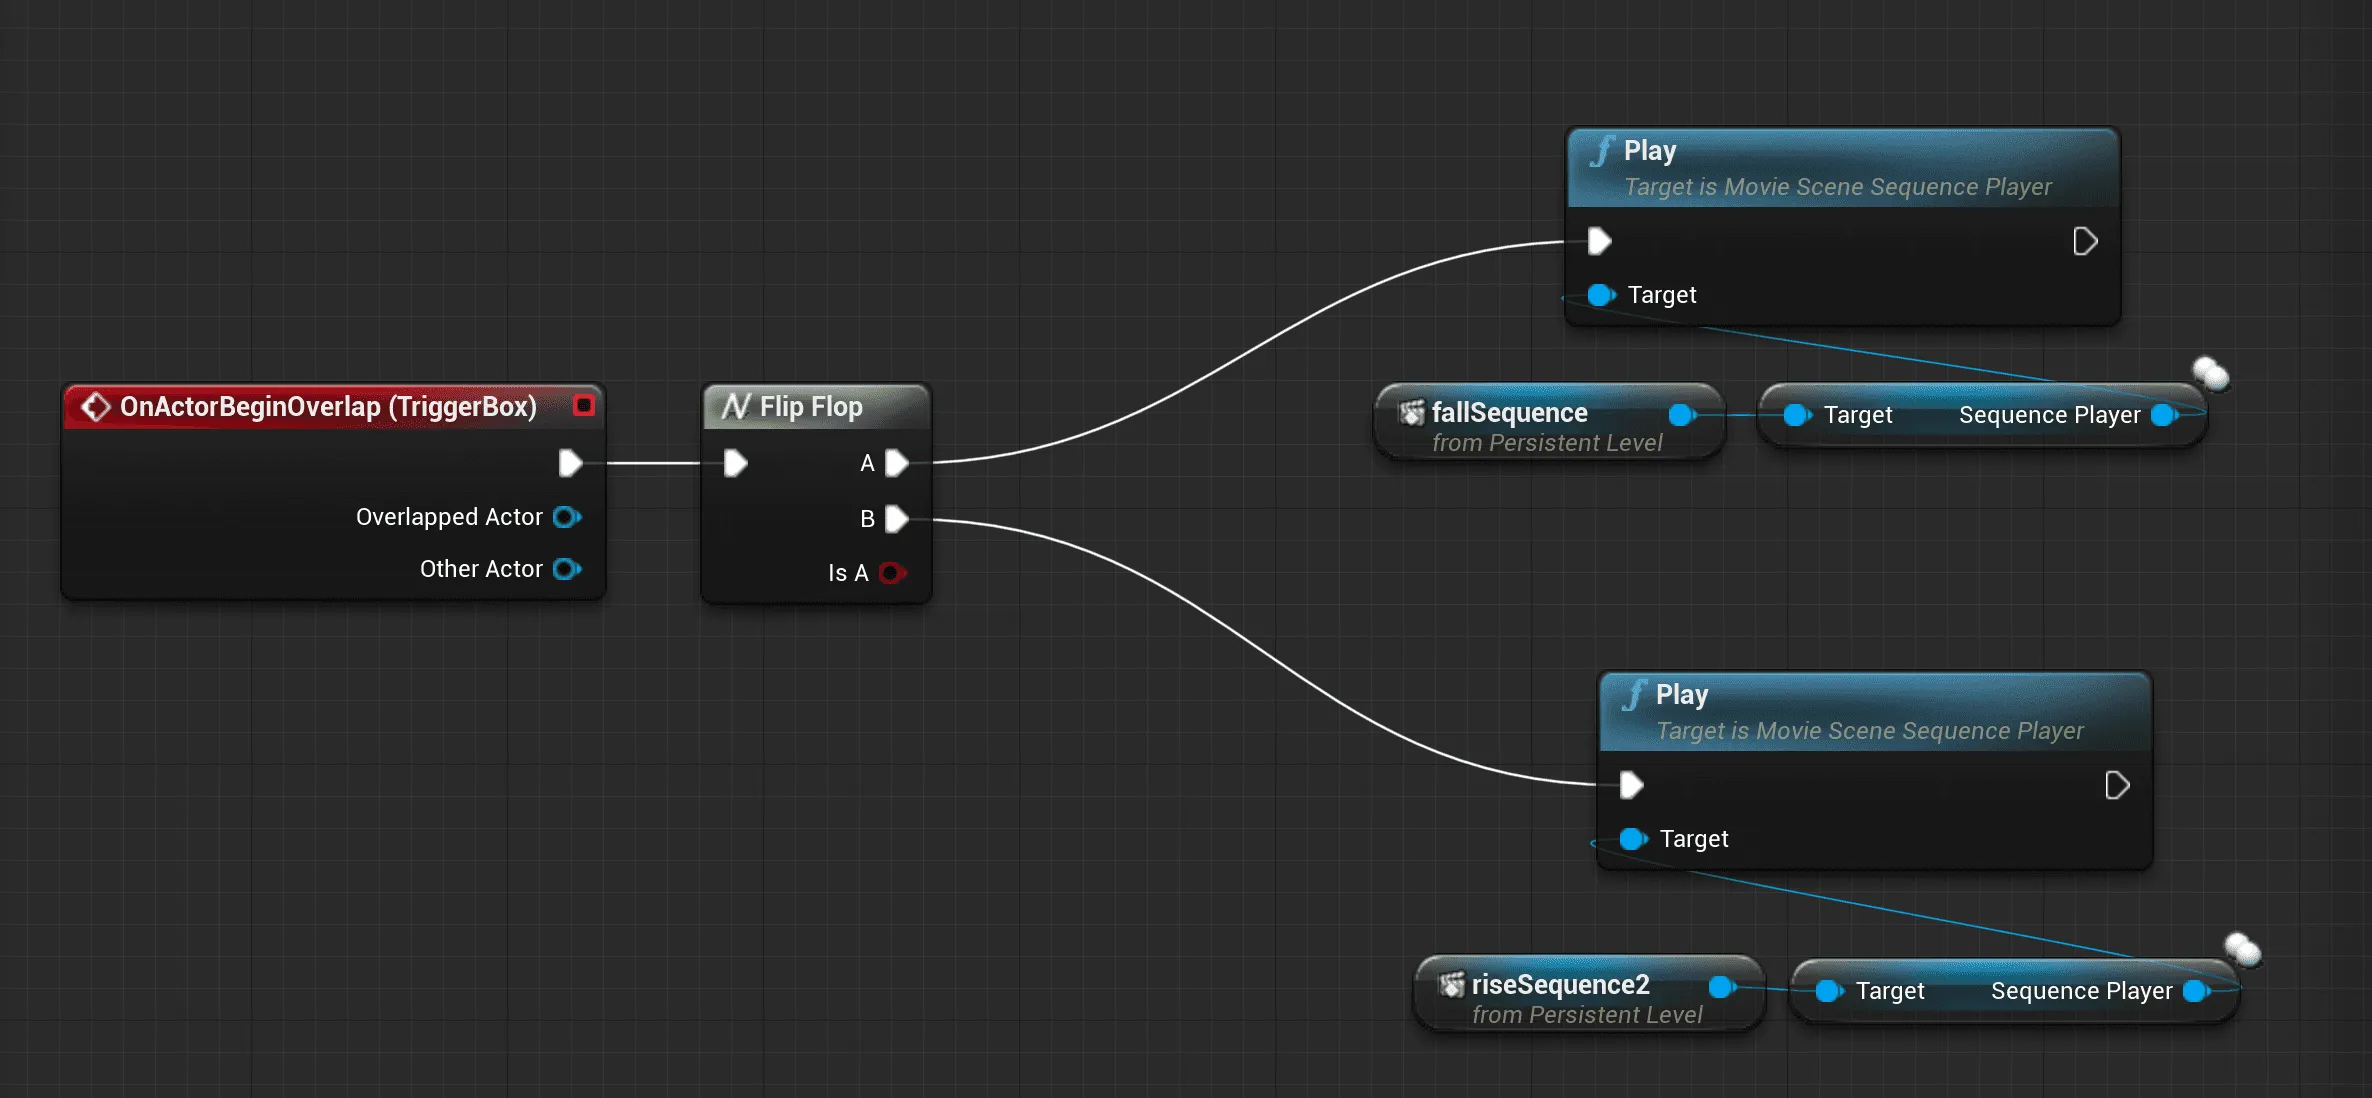 Play
Target is Movie Scene Sequence Player
Target
OnActorBeginOverlap (TriggerBox)
Overlapped Actor
Other Actor
Flip Flop
A
B
Is A
fallSequence
from Persistent Level
Target Sequence Player
Play
Target is Movie Scene Sequence Player
Target
riseSequence2
from Persistent Level
Target Sequence Player